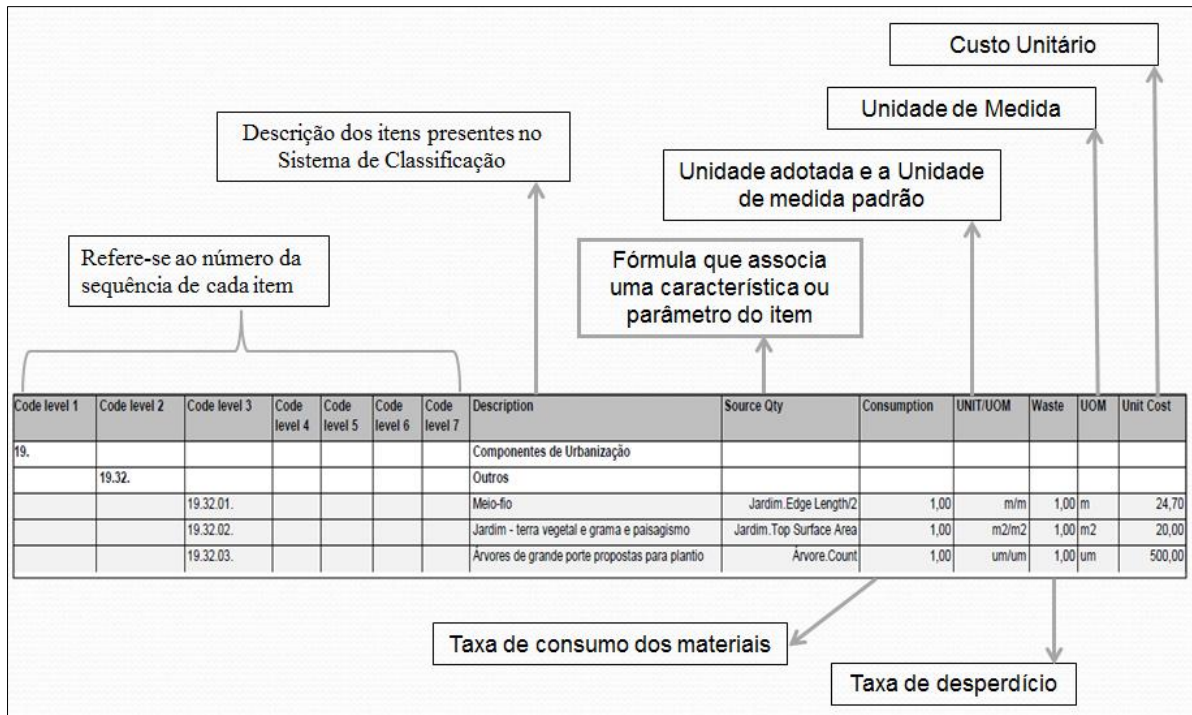 Custo Unitário
Unidade de Medida
Descrição dos itens presentes no
Sistema de Classificação
Unidade adotada e a Unidade
de medida padrão
Refere-se ao número da
sequência de cada item
Fórmula que associa
uma característica ou
parâmetro do item
Code level 1 Code level 2 Code level 3 Code level 4 Code level 5 Code level 6 Code level 7 Description Source Qty Consumption UNIT/UOM Waste UOM Unit Cost
19. Componentes de Urbanização
19.32. Outros
19.32.01. Meio-fio Jardim.Edge Length/2 1,00 m/m 1,00 m 24,70
19.32.02. Jardim - terra vegetal e grama e paisagismo Jardim.Top Surface Area 1,00 m2/m2 1,00 m2 20,00
19.32.03. Árvores de grande porte propostas para plantio Árvore.Count 1,00 um/um 1,00 um 500,00
Taxa de consumo dos materiais
Taxa de desperdício